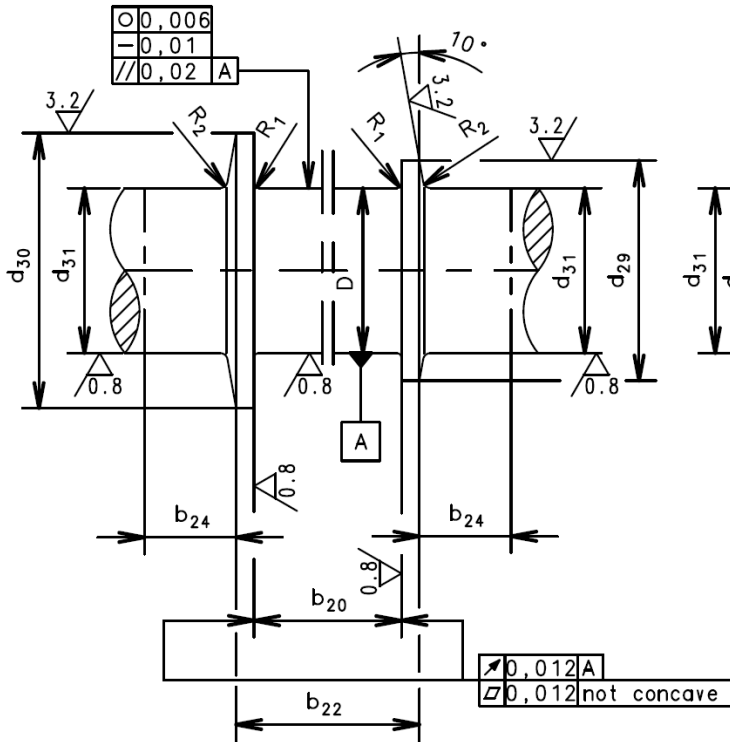 ○ 0,006
— 0,01
// 0,02 A
10°
3.2
3.2
3.2
R2
R1
R1
R2
d30
d31
D
d31
d29
d31
0.8
0.8
0.8
A
0.8
0.8
b24
b24
b20
↗ 0,012 A
⏥ 0,012 not concave
b22